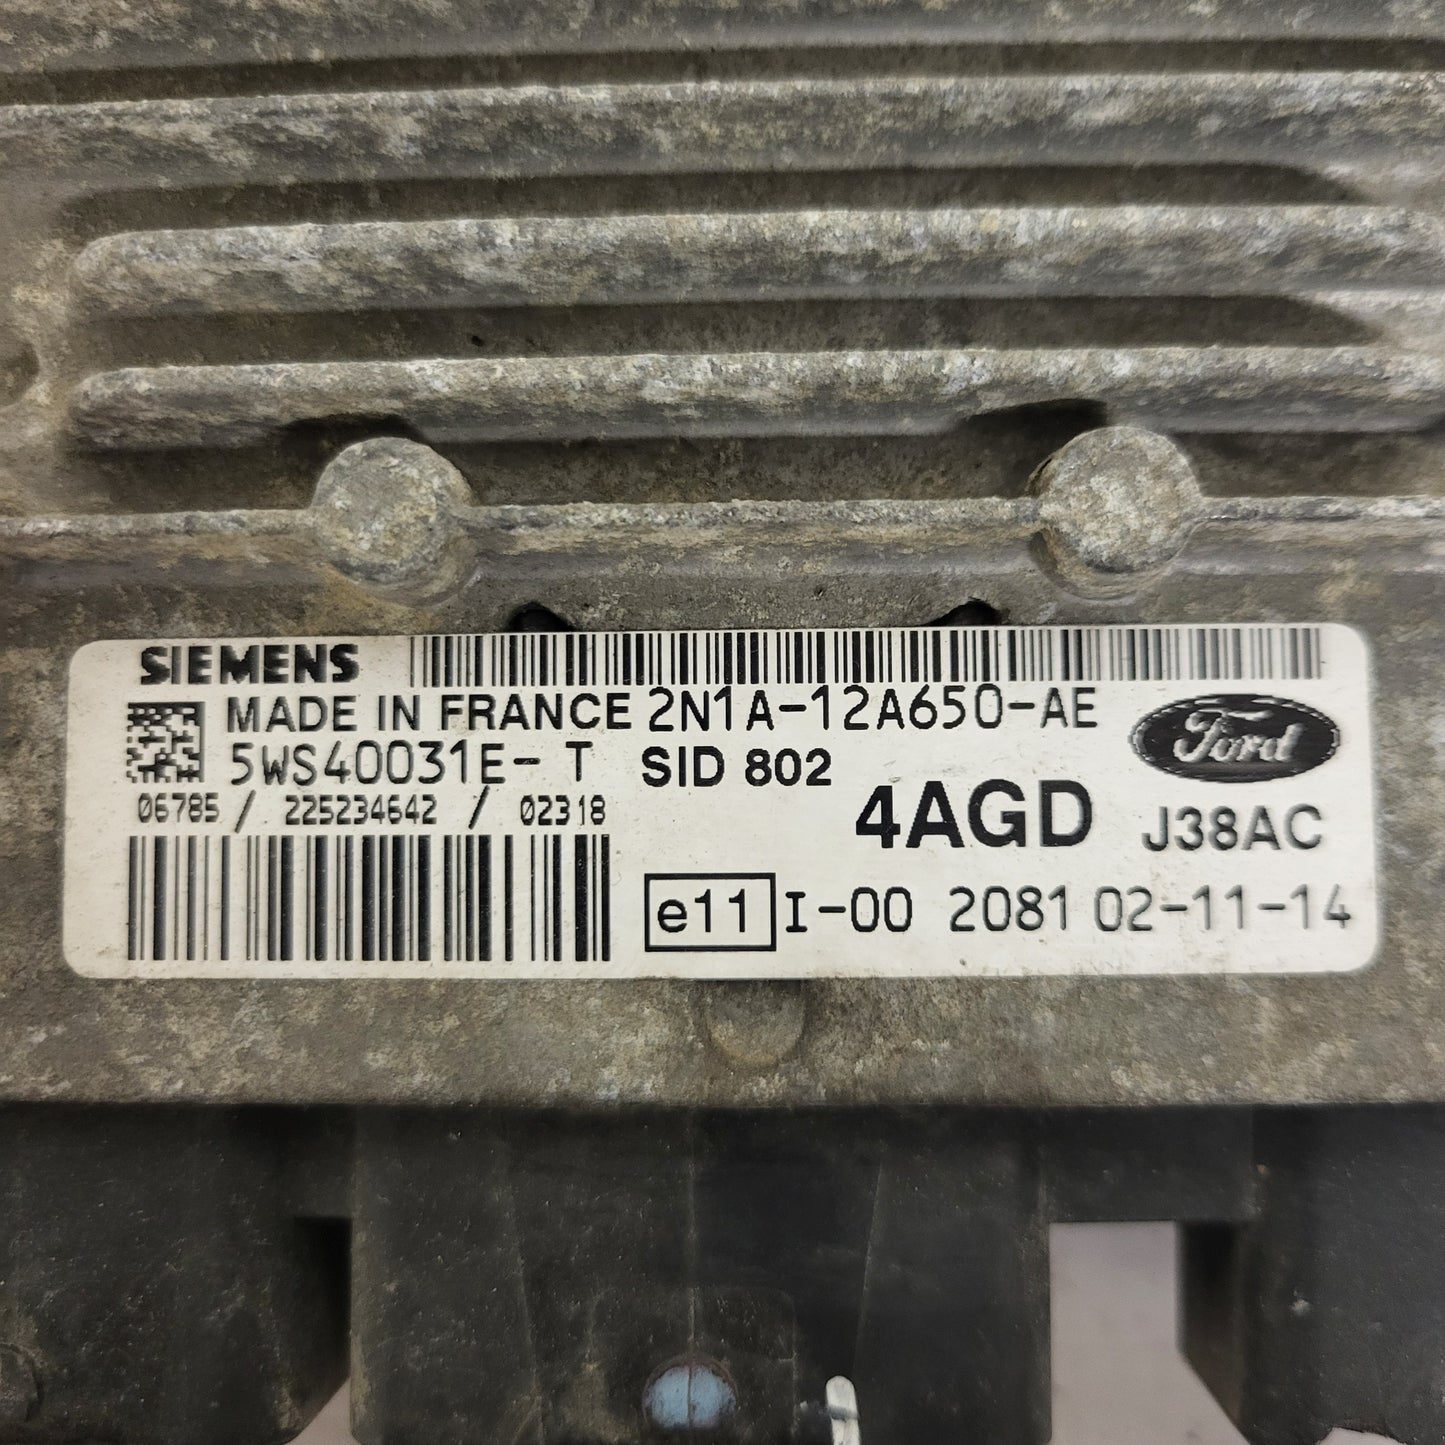 SIEMENS
MADE IN FRANCE 2N1A-12A650-AE
Ford
5WS40031E- T SID 802
06785 / 225234642 / 02318
4AGD J38AC
e11 I-00 2081 02-11-14